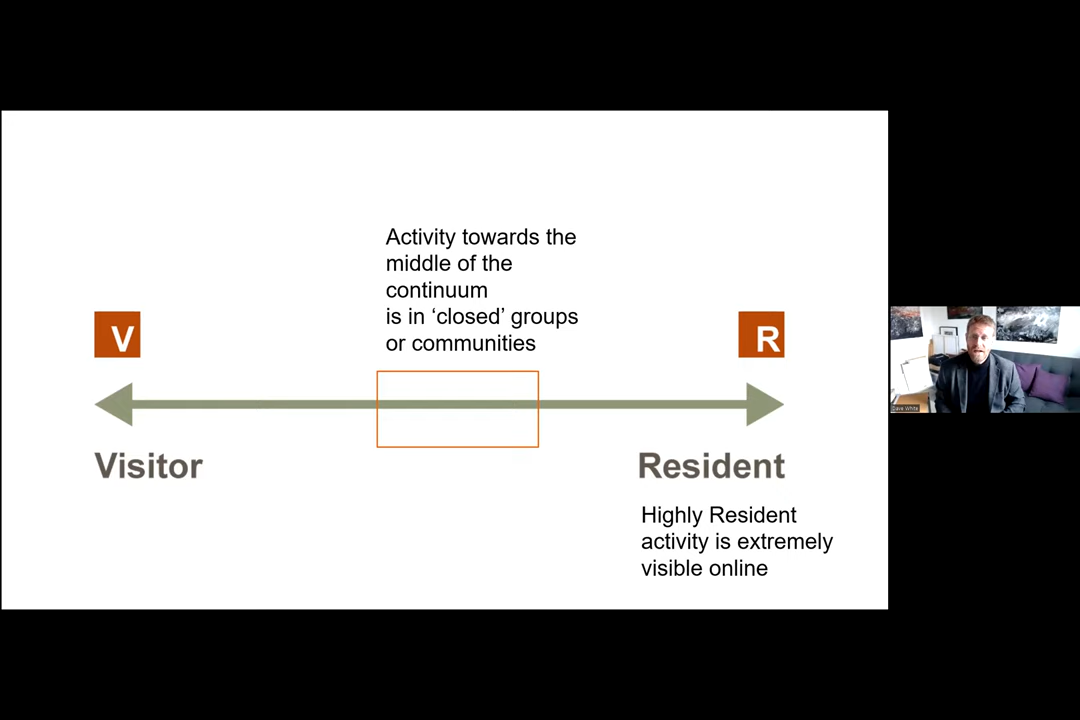 Activity towards the
middle of the
continuum
is in ‘closed’ groups
or communities
V
R
Visitor
Resident
Highly Resident
activity is extremely
visible online
Dave White